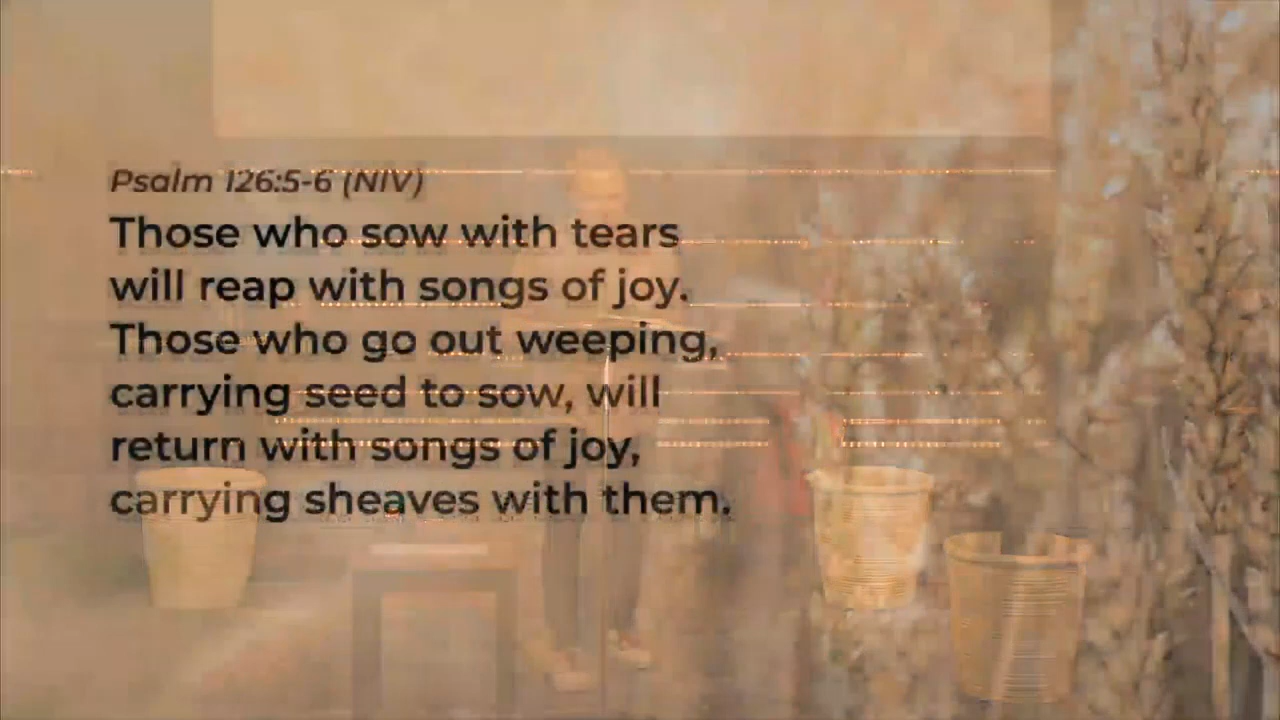 Psalm 126:5-6 (NIV)
Those who sow with tears
will reap with songs of joy.
Those who go out weeping,
carrying seed to sow, will
return with songs of joy,
carrying sheaves with them.